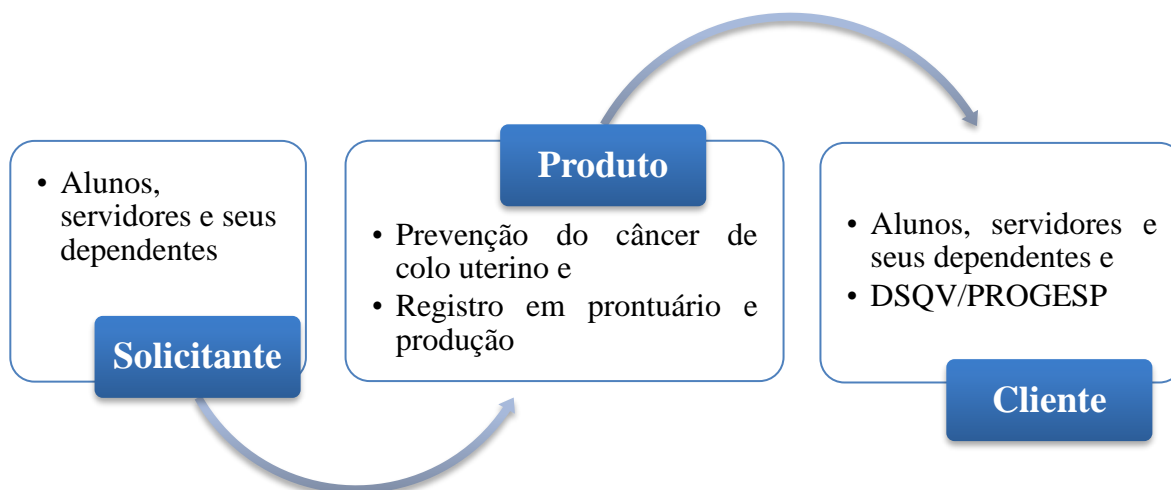 • Alunos,
servidores e seus
dependentes
Solicitante
Produto
• Prevenção do câncer de
colo uterino e
• Registro em prontuário e
produção
• Alunos, servidores e
seus dependentes e
• DSQV/PROGESP
Cliente